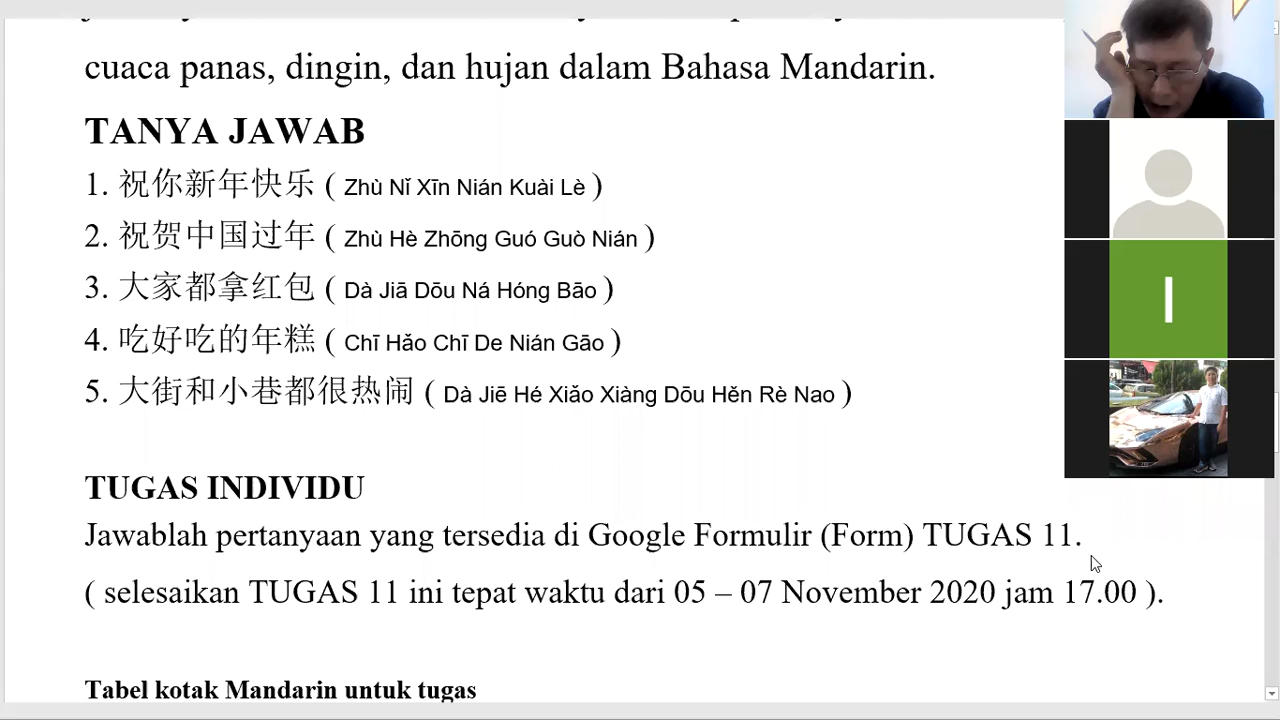 cuaca panas, dingin, dan hujan dalam Bahasa Mandarin.
TANYA JAWAB
1. 祝你新年快乐 ( Zhù Nǐ Xīn Nián Kuài Lè )
2. 祝贺中国过年 ( Zhù Hè Zhōng Guó Guò Nián )
3. 大家都拿红包 ( Dà Jiā Dōu Ná Hóng Bāo )
4. 吃好吃的年糕 ( Chī Hǎo Chī De Nián Gāo )
5. 大街和小巷都很热闹 ( Dà Jiē Hé Xiǎo Xiàng Dōu Hěn Rè Nao )
TUGAS INDIVIDU
Jawablah pertanyaan yang tersedia di Google Formulir (Form) TUGAS 11.
( selesaikan TUGAS 11 ini tepat waktu dari 05 – 07 November 2020 jam 17.00 ).
Tabel kotak Mandarin untuk tugas
I